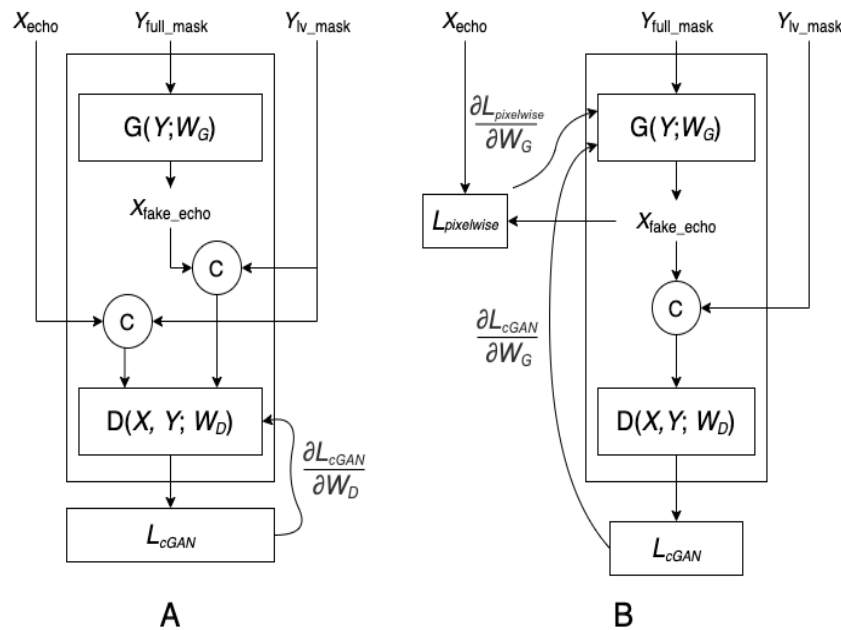 X_echo Y_full_mask Y_lv_mask
G(Y;W_G)
X_fake_echo
C
C
D(X, Y; W_D)
∂L_cGAN
∂W_D
L_cGAN
A
X_echo Y_full_mask Y_lv_mask
∂L_pixelwise
∂W_G
G(Y;W_G)
L_pixelwise
X_fake_echo
C
∂L_cGAN
∂W_G
D(X,Y; W_D)
L_cGAN
B